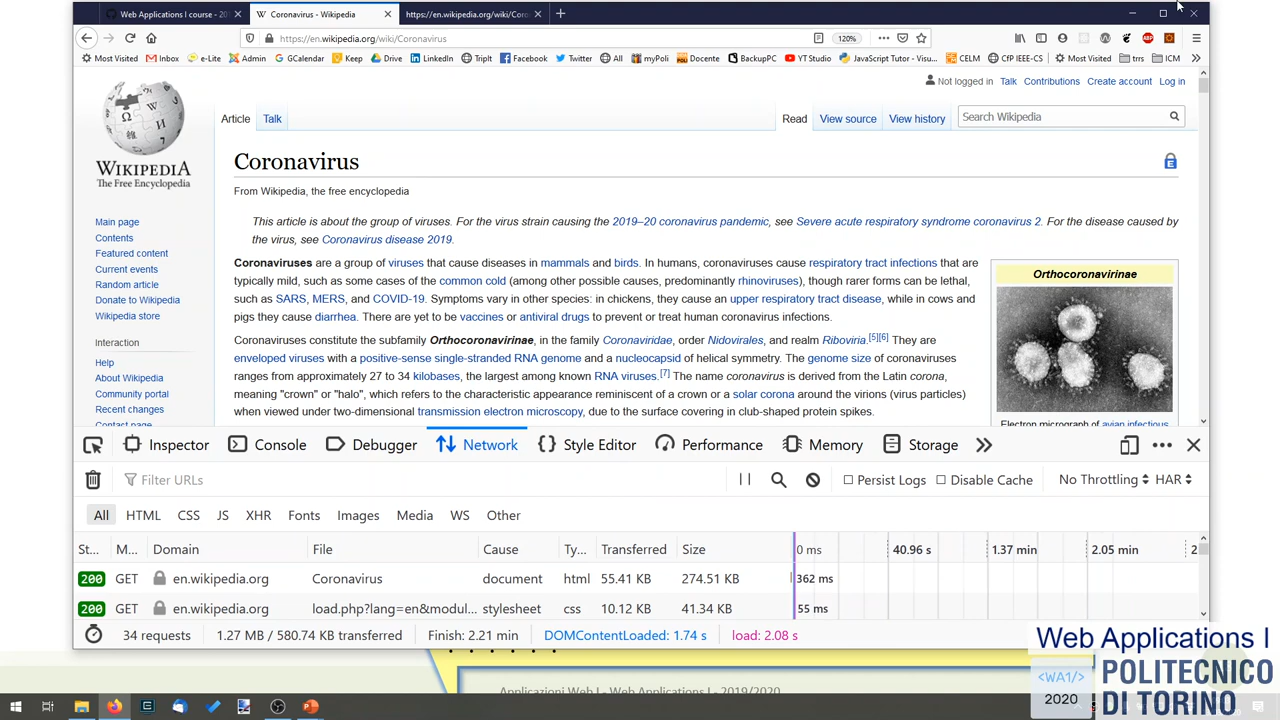 Web Applications I course - 201
Coronavirus - Wikipedia
https://en.wikipedia.org/wiki/Coro
https://en.wikipedia.org/wiki/Coronavirus
120%
Most Visited
Inbox
e-Lite
Admin
GCalendar
Keep
Drive
LinkedIn
TripIt
Facebook
Twitter
All
myPoli
Docente
BackupPC
YT Studio
JavaScript Tutor - Visu...
CELM
CfP IEEE-CS
Most Visited
trrs
ICM
Not logged in Talk Contributions Create account Log in
Article Talk Read View source View history Search Wikipedia
WIKIPEDIA
The Free Encyclopedia
Main page
Contents
Featured content
Current events
Random article
Donate to Wikipedia
Wikipedia store
Interaction
Help
About Wikipedia
Community portal
Recent changes
Contact page
Coronavirus
From Wikipedia, the free encyclopedia
This article is about the group of viruses. For the virus strain causing the 2019–20 coronavirus pandemic, see Severe acute respiratory syndrome coronavirus 2. For the disease caused by
the virus, see Coronavirus disease 2019.
Coronaviruses are a group of viruses that cause diseases in mammals and birds. In humans, coronaviruses cause respiratory tract infections that are
typically mild, such as some cases of the common cold (among other possible causes, predominantly rhinoviruses), though rarer forms can be lethal,
such as SARS, MERS, and COVID-19. Symptoms vary in other species: in chickens, they cause an upper respiratory tract disease, while in cows and
pigs they cause diarrhea. There are yet to be vaccines or antiviral drugs to prevent or treat human coronavirus infections.
Coronaviruses constitute the subfamily Orthocoronavirinae, in the family Coronaviridae, order Nidovirales, and realm Riboviria.[5][6] They are
enveloped viruses with a positive-sense single-stranded RNA genome and a nucleocapsid of helical symmetry. The genome size of coronaviruses
ranges from approximately 27 to 34 kilobases, the largest among known RNA viruses.[7] The name coronavirus is derived from the Latin corona,
meaning "crown" or "halo", which refers to the characteristic appearance reminiscent of a crown or a solar corona around the virions (virus particles)
when viewed under two-dimensional transmission electron microscopy, due to the surface covering in club-shaped protein spikes.
Orthocoronavirinae
Electron micrograph of avian infectious
Inspector Console Debugger Network Style Editor Performance Memory Storage
Filter URLs Persist Logs Disable Cache No Throttling HAR
All HTML CSS JS XHR Fonts Images Media WS Other
St... M... Domain File Cause Ty... Transferred Size 0 ms 40.96 s 1.37 min 2.05 min 2
200 GET en.wikipedia.org Coronavirus document html 55.41 KB 274.51 KB 362 ms
200 GET en.wikipedia.org load.php?lang=en&modul... stylesheet css 10.12 KB 41.34 KB 55 ms
34 requests 1.27 MB / 580.74 KB transferred Finish: 2.21 min DOMContentLoaded: 1.74 s load: 2.08 s
Applicazioni Web I - Web Applications I - 2019/2020
Web Applications I
<WA1/>
2020
POLITECNICO
DI TORINO